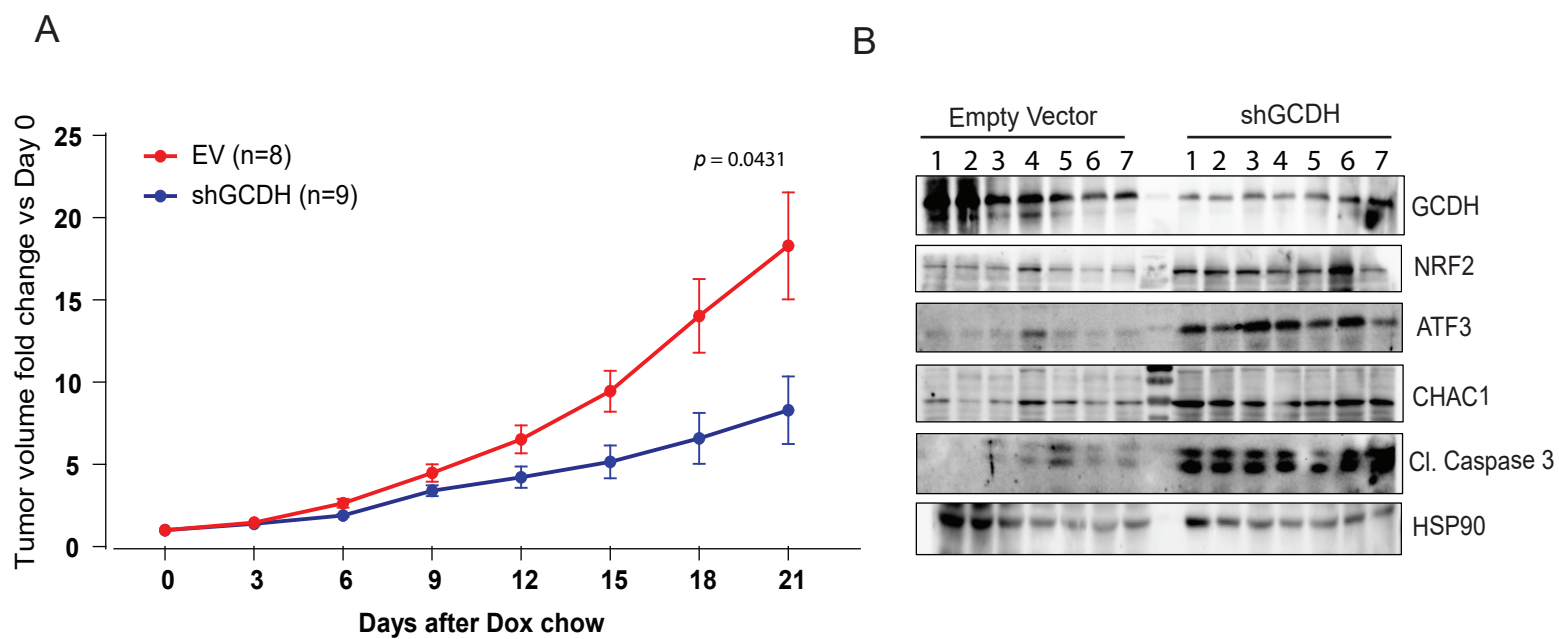 A
Tumor volume fold change vs Day 0
25
20
15
10
5
0
EV (n=8)
shGCDH (n=9)
p = 0.0431
0 3 6 9 12 15 18 21
Days after Dox chow
B
Empty Vector shGCDH
1 2 3 4 5 6 7 1 2 3 4 5 6 7
GCDH
NRF2
ATF3
CHAC1
Cl. Caspase 3
HSP90